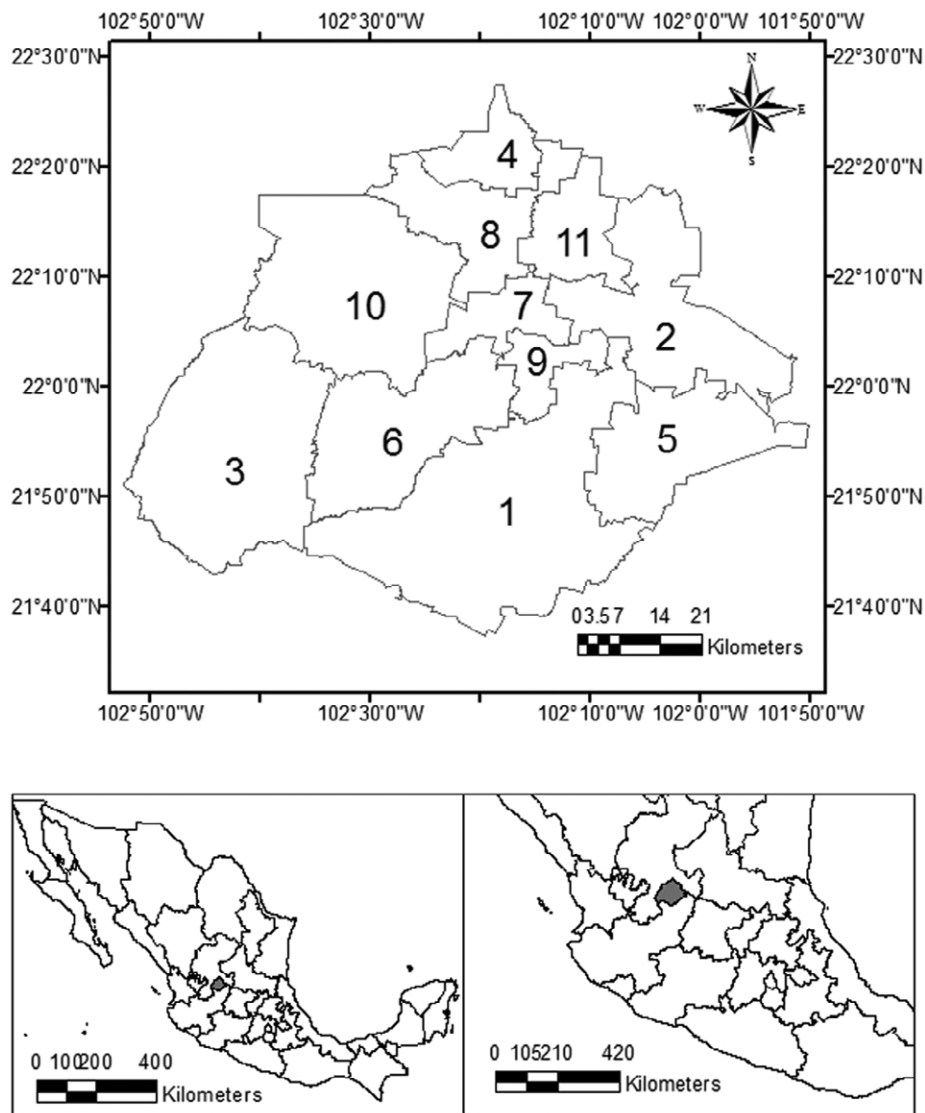 102°50'0"W 102°30'0"W 102°10'0"W 102°0'0"W 101°50'0"W
22°30'0"N 22°30'0"N
N
W E
S
4
22°20'0"N 22°20'0"N
8 11
22°10'0"N 22°10'0"N
10 7
2
9
22°0'0"N 22°0'0"N
6 5
3
21°50'0"N 21°50'0"N
1
21°40'0"N 21°40'0"N
03.57 14 21
Kilometers
102°50'0"W 102°30'0"W 102°10'0"W 102°0'0"W 101°50'0"W
0 100200 400
Kilometers
0 105210 420
Kilometers